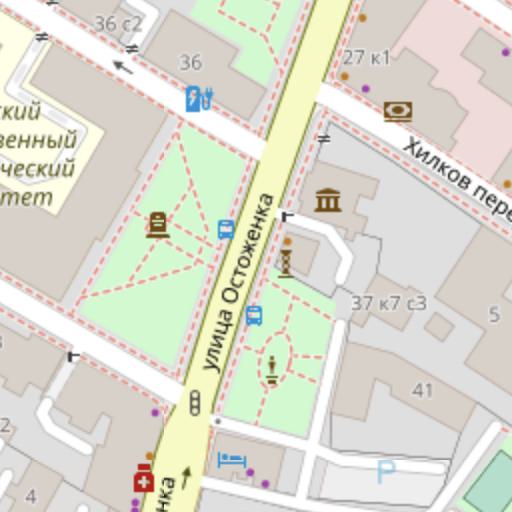 36 с2
36
27 к1
ский
венный
ческий
тет
Хилков пере
улица Остоженка
37 к7 с3
5
41
2
4
P
нка